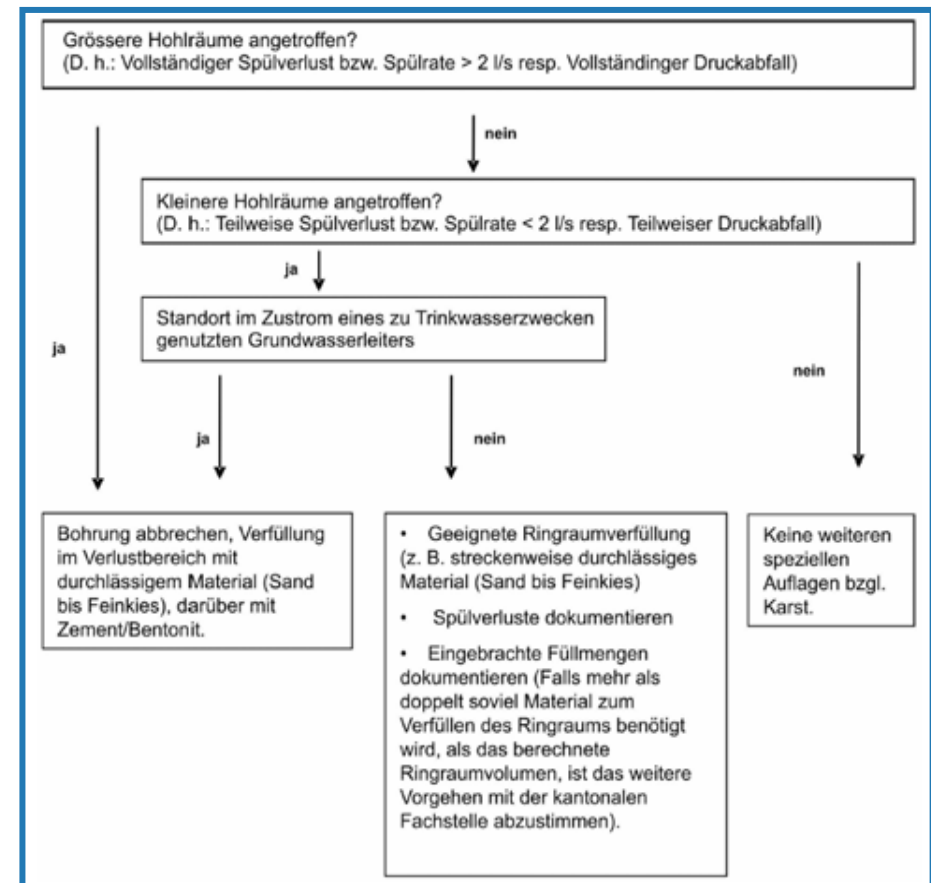 Grössere Hohlräume angetroffen?
(D. h.: Vollständiger Spülverlust bzw. Spülrate > 2 l/s resp. Vollständinger Druckabfall)
nein
Kleinere Hohlräume angetroffen?
(D. h.: Teilweise Spülverlust bzw. Spülrate < 2 l/s resp. Teilweiser Druckabfall)
ja
Standort im Zustrom eines zu Trinkwasserzwecken
genutzten Grundwasserleiters
ja
nein
ja
nein
Bohrung abbrechen, Verfüllung
im Verlustbereich mit
durchlässigem Material (Sand
bis Feinkies), darüber mit
Zement/Bentonit.
• Geeignete Ringraumverfüllung
(z. B. streckenweise durchlässiges
Material (Sand bis Feinkies)
• Spülverluste dokumentieren
• Eingebrachte Füllmengen
dokumentieren (Falls mehr als
doppelt soviel Material zum
Verfüllen des Ringraums benötigt
wird, als das berechnete
Ringraumvolumen, ist das weitere
Vorgehen mit der kantonalen
Fachstelle abzustimmen).
Keine weiteren
speziellen
Auflagen bzgl.
Karst.